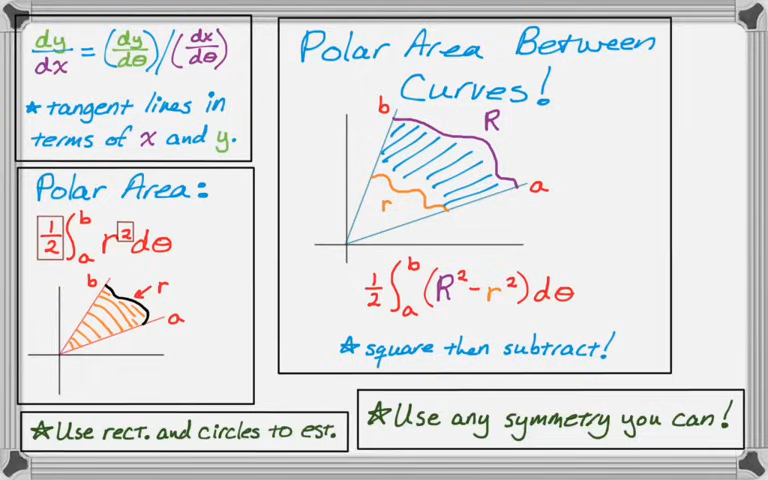 dy/dx = (dy/dθ)/(dx/dθ)
* tangent lines in
terms of x and y.
Polar Area:
1/2 ∫_a^b r² dθ
b
r
a
Polar Area Between
Curves!
b
R
a
r
1/2 ∫_a^b (R² - r²) dθ
☆ square then subtract!
☆ Use rect. and circles to est.
☆ Use any symmetry you can!